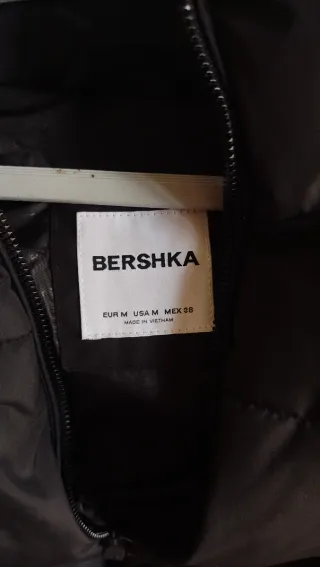 BERSHKA
EUR M USA M MEX 28
MADE IN VIETNAM